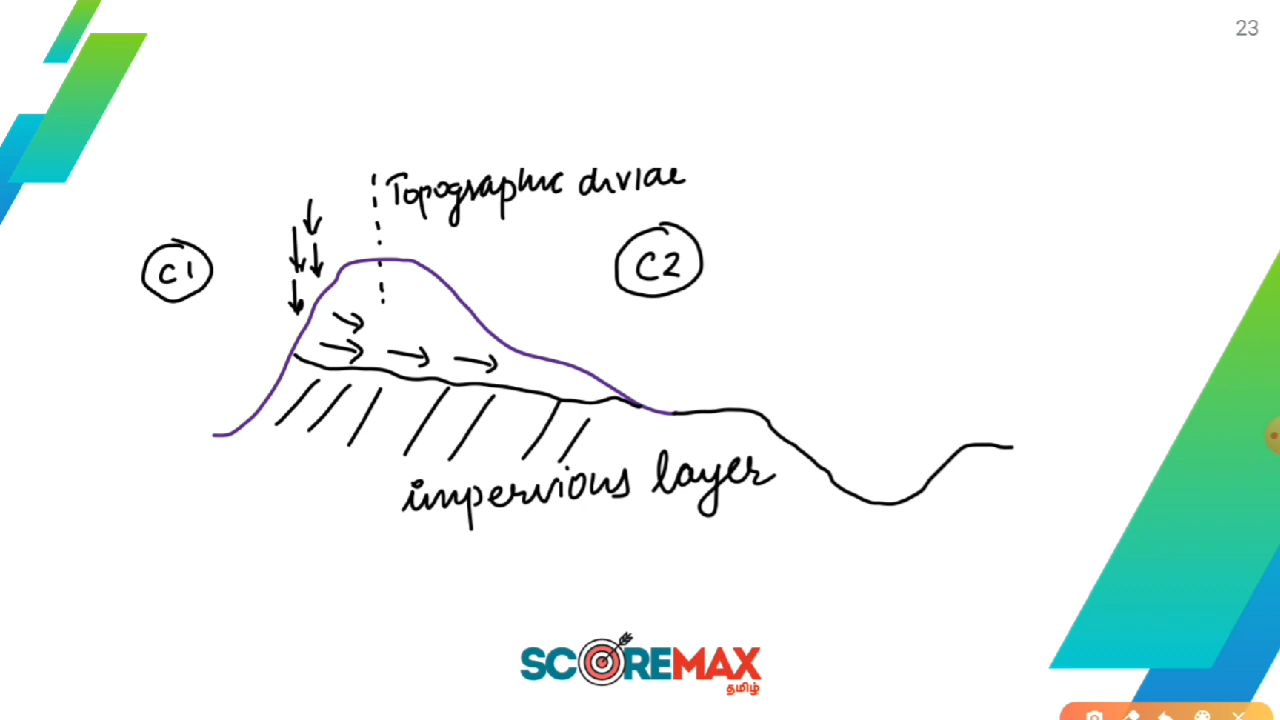 23
Topographic divide
C1
C2
impervious layer
SCOREMAX
தமிழ்